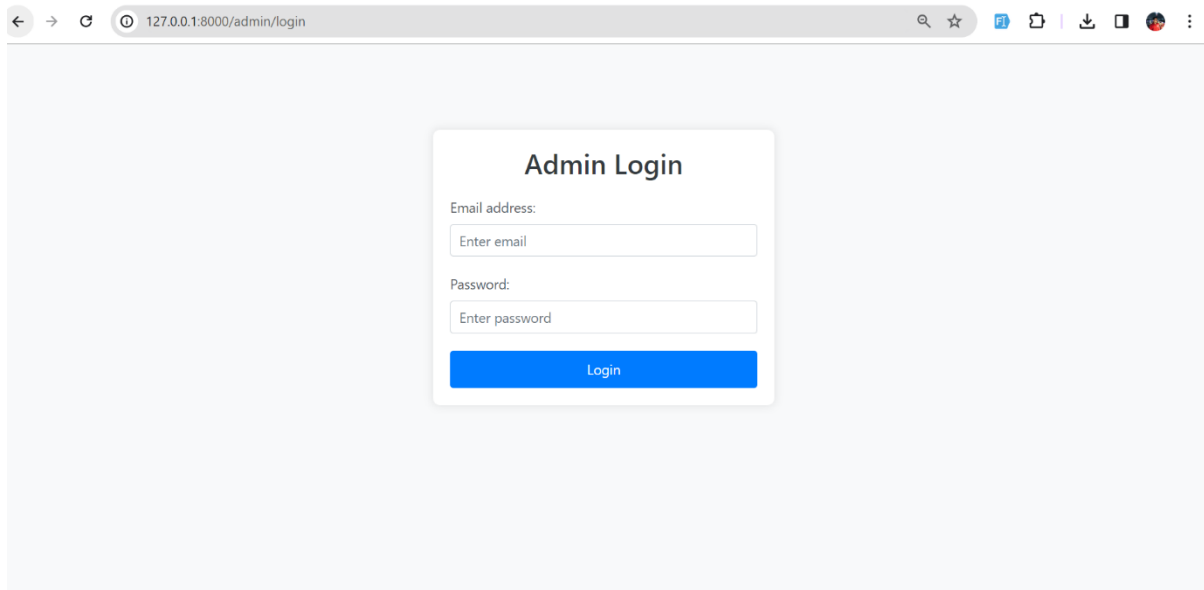 127.0.0.1:8000/admin/login
Admin Login
Email address:
Enter email
Password:
Enter password
Login